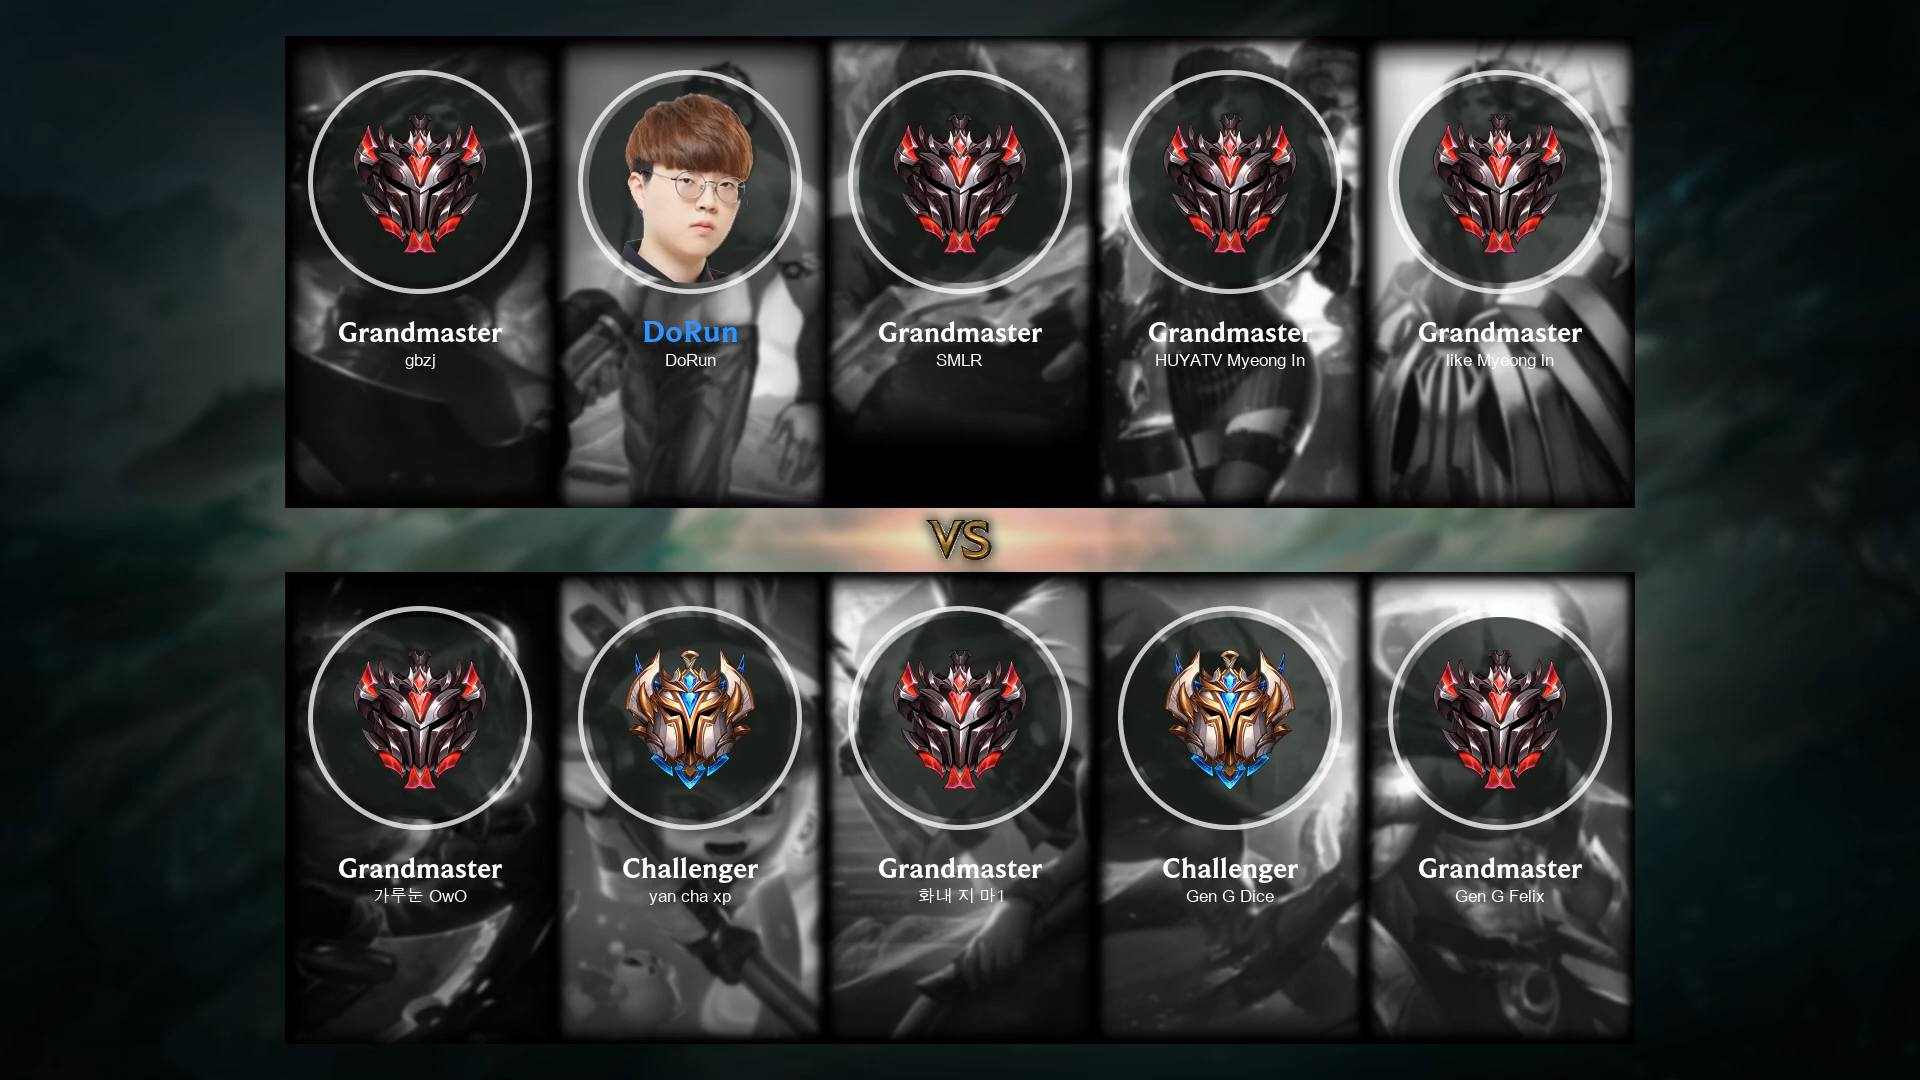 Grandmaster
gbzj
DoRun
DoRun
Grandmaster
SMLR
Grandmaster
HUYATV Myeong In
Grandmaster
like Myeong In
VS
Grandmaster
가루눈 OwO
Challenger
yan cha xp
Grandmaster
화내 지 마1
Challenger
Gen G Dice
Grandmaster
Gen G Felix